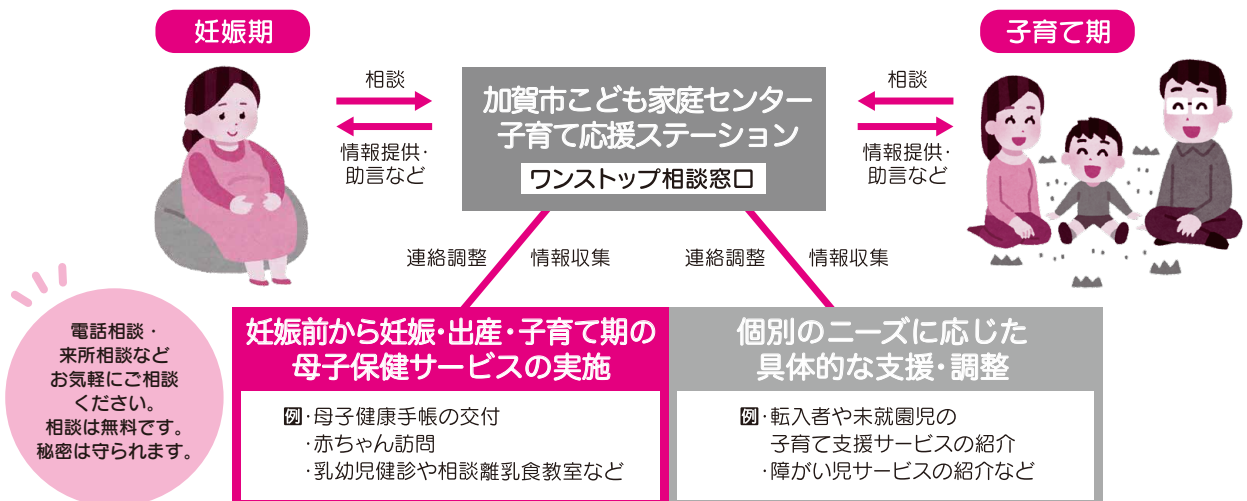 妊娠期
子育て期
相談
情報提供・
助言など
加賀市こども家庭センター
子育て応援ステーション
ワンストップ相談窓口
相談
情報提供・
助言など
連絡調整
情報収集
連絡調整
情報収集
電話相談・
来所相談など
お気軽にご相談
ください。
相談は無料です。
秘密は守られます。
妊娠前から妊娠・出産・子育て期の
母子保健サービスの実施
例・母子健康手帳の交付
・赤ちゃん訪問
・乳幼児健診や相談離乳食教室など
個別のニーズに応じた
具体的な支援・調整
例・転入者や未就園児の
子育て支援サービスの紹介
・障がい児サービスの紹介など